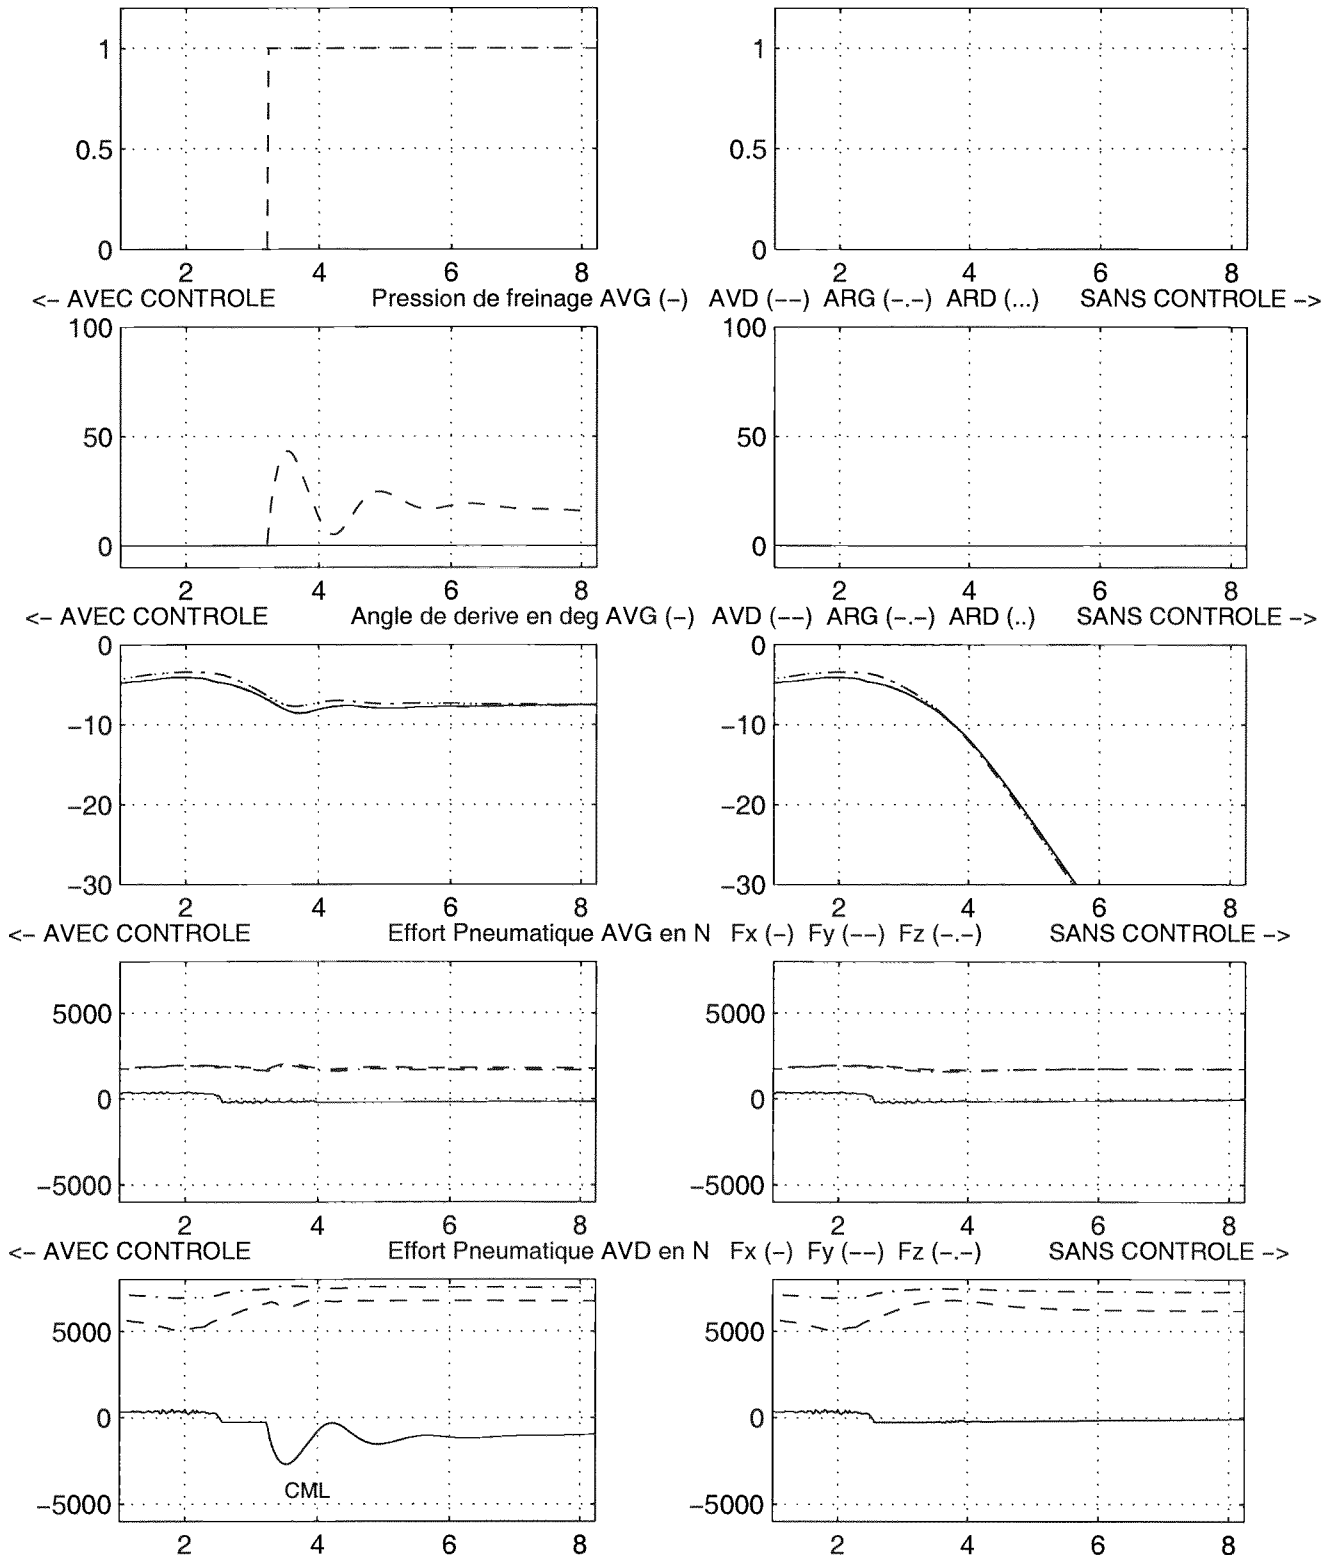 1 1
0.5 0.5
0 0
2 4 6 8 2 4 6 8
<− AVEC CONTROLE Pression de freinage AVG (−) AVD (−−) ARG (−.−) ARD (...) SANS CONTROLE −>
100 100
50 50
0 0
2 4 6 8 2 4 6 8
<− AVEC CONTROLE Angle de derive en deg AVG (−) AVD (−−) ARG (−.−) ARD (..) SANS CONTROLE −>
0 0
−10 −10
−20 −20
−30 −30
2 4 6 8 2 4 6 8
<− AVEC CONTROLE Effort Pneumatique AVG en N Fx (−) Fy (−−) Fz (−.−) SANS CONTROLE −>
5000 5000
0 0
−5000 −5000
2 4 6 8 2 4 6 8
<− AVEC CONTROLE Effort Pneumatique AVD en N Fx (−) Fy (−−) Fz (−.−) SANS CONTROLE −>
5000 5000
0 0
CML
−5000 −5000
2 4 6 8 2 4 6 8